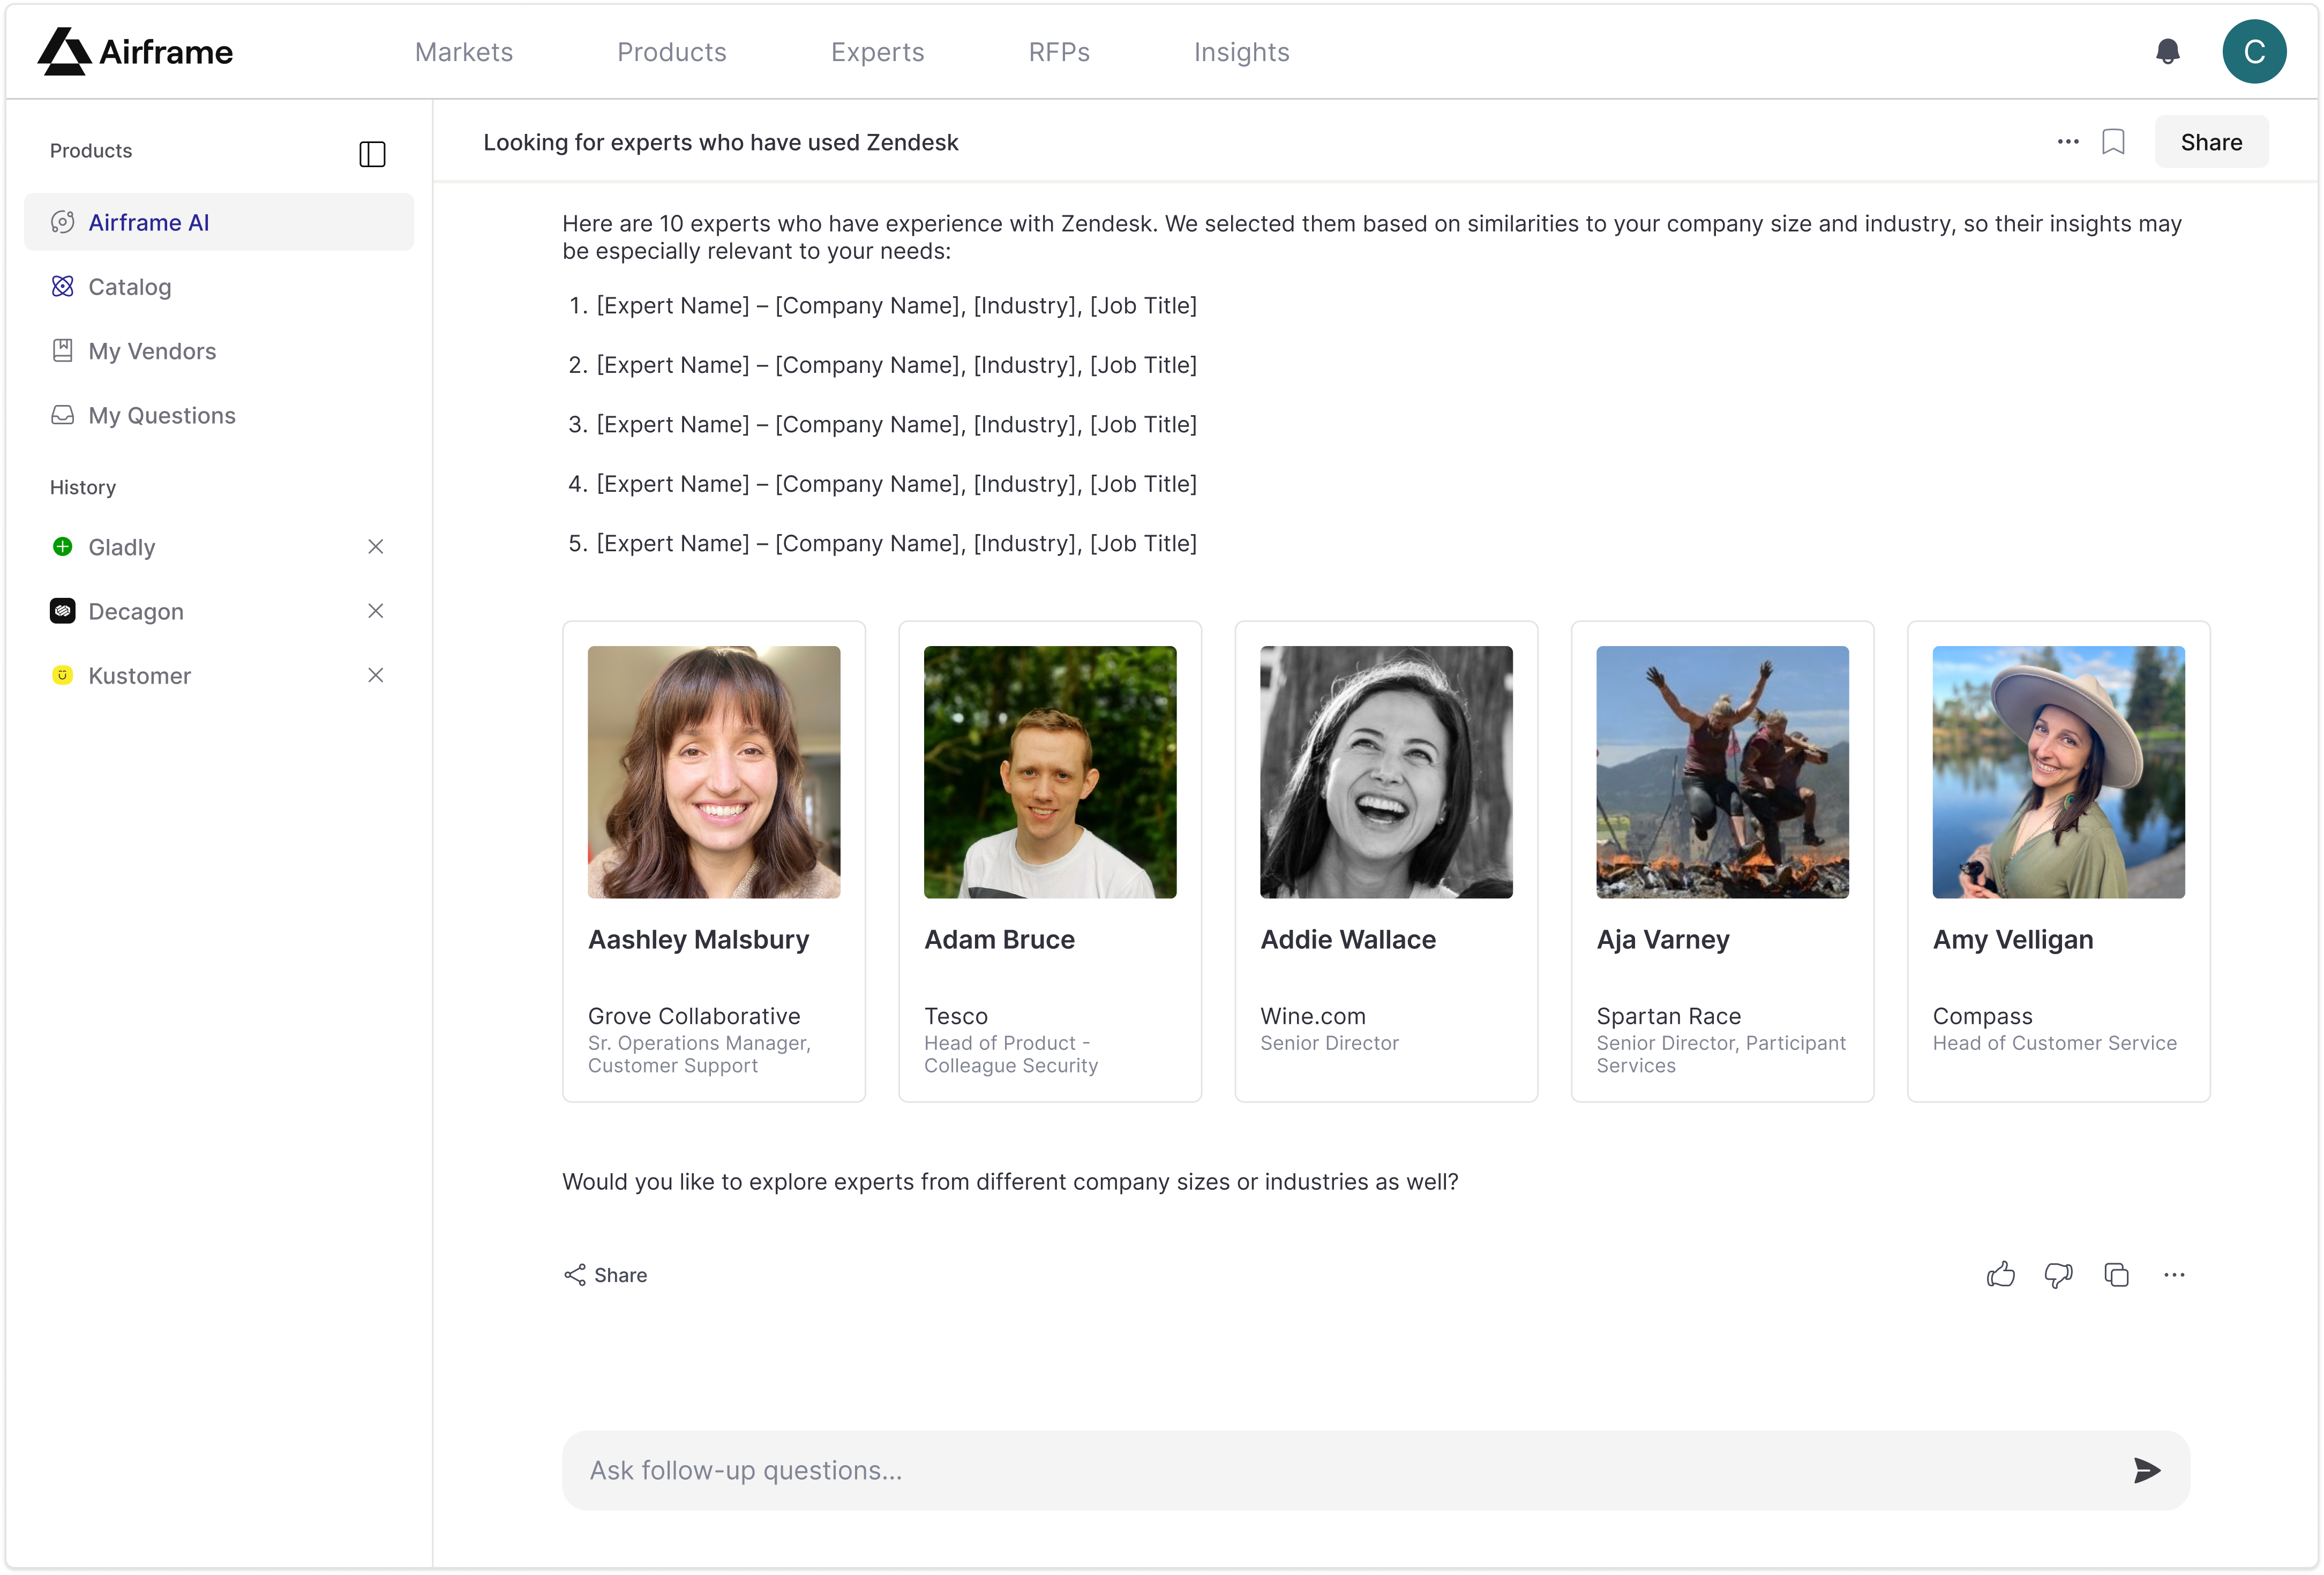 Airframe
Markets
Products
Experts
RFPs
Insights
C
Products
Airframe AI
Catalog
My Vendors
My Questions
History
Gladly
Decagon
Kustomer
Looking for experts who have used Zendesk
Share
Here are 10 experts who have experience with Zendesk. We selected them based on similarities to your company size and industry, so their insights may
be especially relevant to your needs:
1. [Expert Name] – [Company Name], [Industry], [Job Title]
2. [Expert Name] – [Company Name], [Industry], [Job Title]
3. [Expert Name] – [Company Name], [Industry], [Job Title]
4. [Expert Name] – [Company Name], [Industry], [Job Title]
5. [Expert Name] – [Company Name], [Industry], [Job Title]
Aashley Malsbury
Grove Collaborative
Sr. Operations Manager,
Customer Support
Adam Bruce
Tesco
Head of Product -
Colleague Security
Addie Wallace
Wine.com
Senior Director
Aja Varney
Spartan Race
Senior Director, Participant
Services
Amy Velligan
Compass
Head of Customer Service
Would you like to explore experts from different company sizes or industries as well?
Share
Ask follow-up questions...